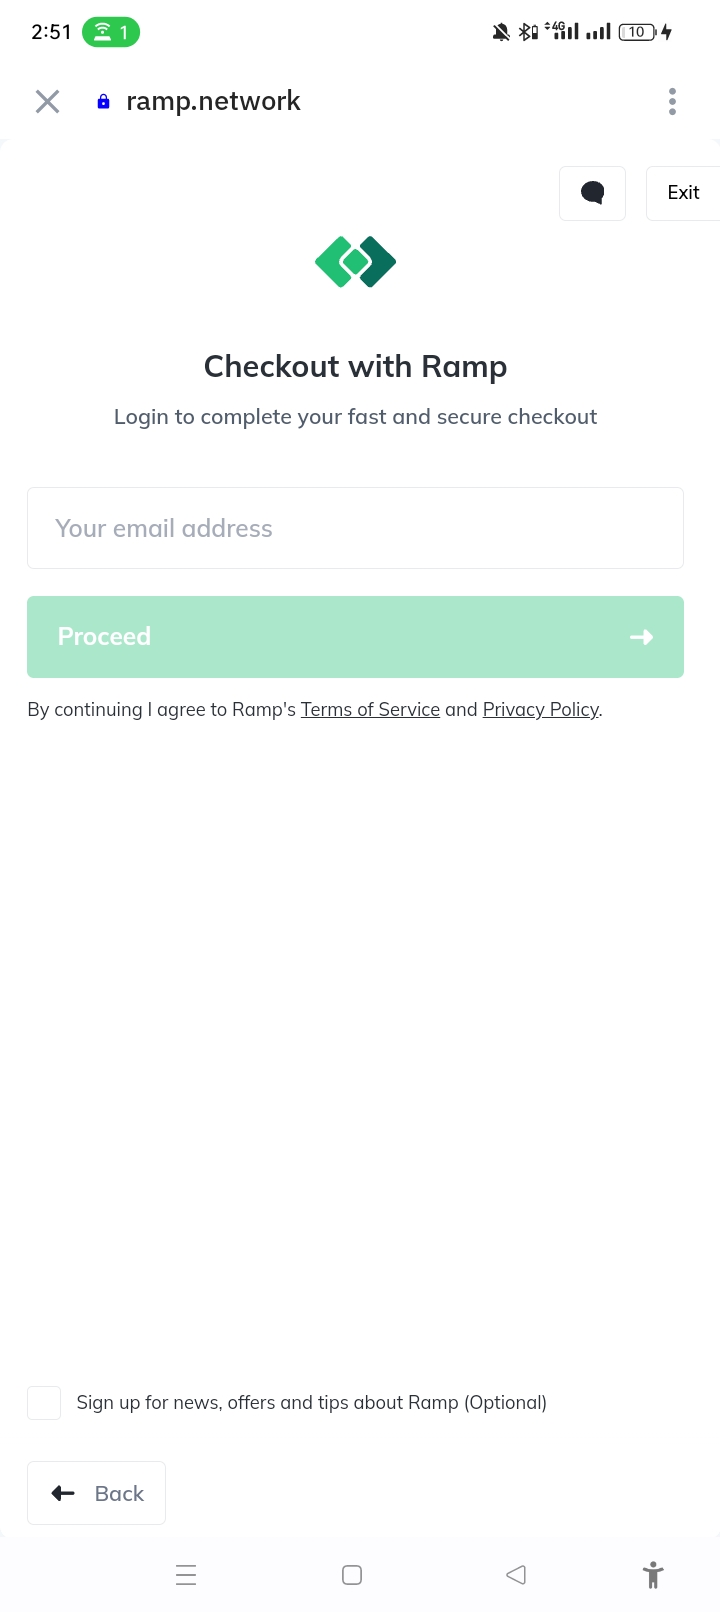 2:51 1 4G 10
ramp.network
Exit
Checkout with Ramp
Login to complete your fast and secure checkout
Your email address
Proceed
By continuing I agree to Ramp's Terms of Service and Privacy Policy.
Sign up for news, offers and tips about Ramp (Optional)
Back